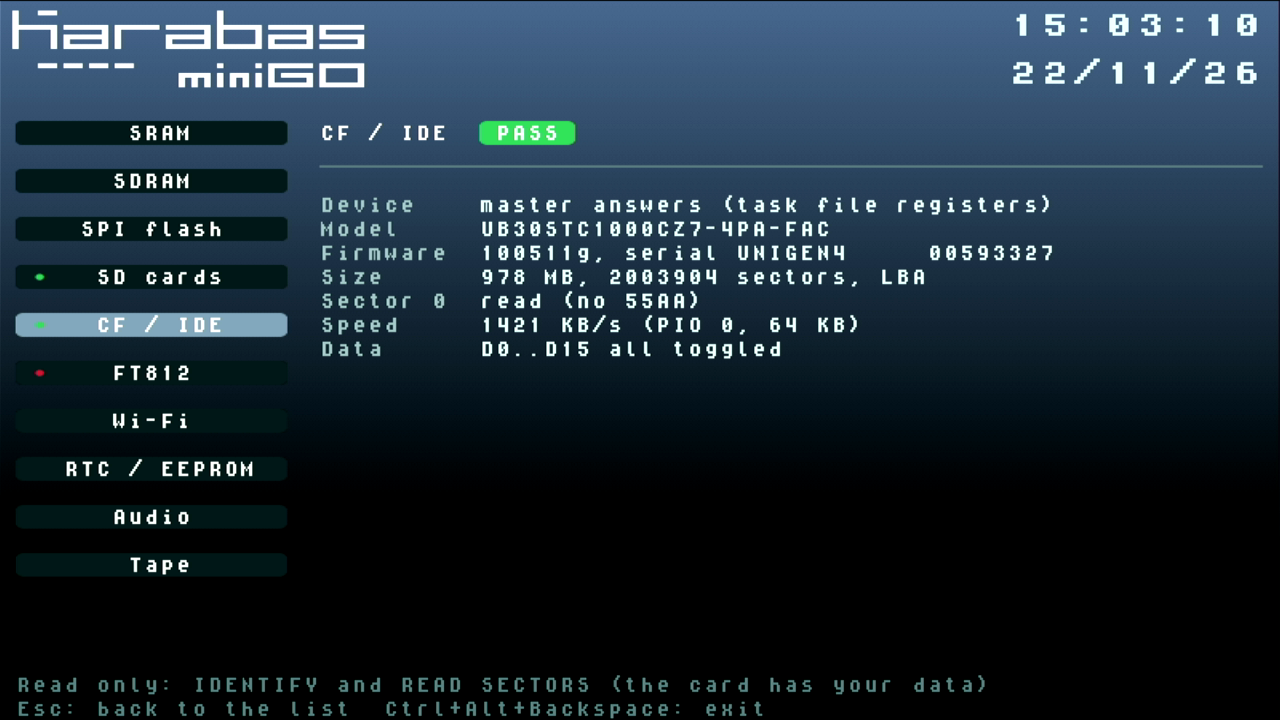 karabas
miniGO
15:03:10
22/11/26
SRAM
SDRAM
SPI flash
SD cards
CF / IDE
FT812
Wi-Fi
RTC / EEPROM
Audio
Tape
CF / IDE PASS
Device master answers (task file registers)
Model UB30STC1000CZ7-4PA-FAC
Firmware 100511g, serial UNIGEN4 00593327
Size 978 MB, 2003904 sectors, LBA
Sector 0 read (no 55AA)
Speed 1421 KB/s (PIO 0, 64 KB)
Data D0..D15 all toggled
Read only: IDENTIFY and READ SECTORS (the card has your data)
Esc: back to the list Ctrl+Alt+Backspace: exit